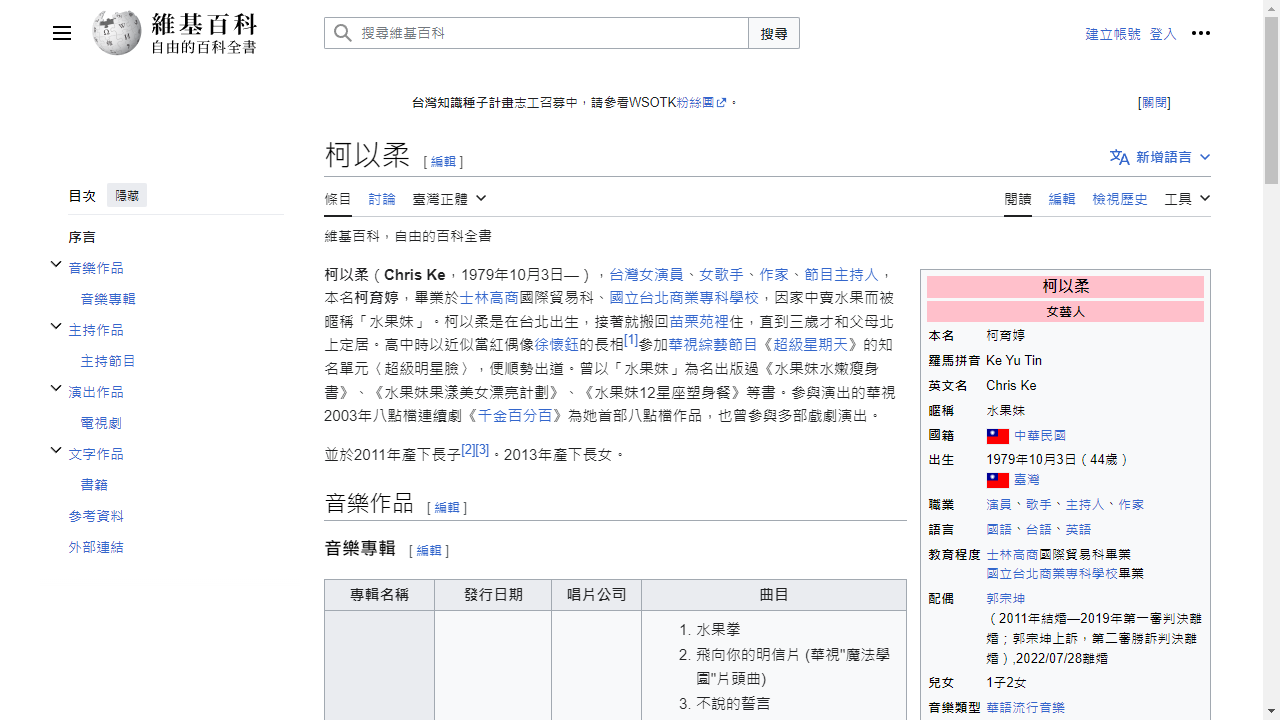 維基百科
自由的百科全書
搜尋維基百科
搜尋
建立帳號 登入
台灣知識種子計畫志工召募中，請參看WSOTK粉絲團。
[關閉]
柯以柔 [ 編輯 ]
新增語言
目次 隱藏
條目 討論 臺灣正體
閱讀 編輯 檢視歷史 工具
序言
音樂作品
音樂專輯
主持作品
主持節目
演出作品
電視劇
文字作品
書籍
參考資料
外部連結
維基百科，自由的百科全書
柯以柔（Chris Ke，1979年10月3日—），台灣女演員、女歌手、作家、節目主持人，
本名柯育婷，畢業於士林高商國際貿易科、國立台北商業專科學校，因家中賣水果而被
暱稱「水果妹」。柯以柔是在台北出生，接著就搬回苗栗苑裡住，直到三歲才和父母北
上定居。高中時以近似當紅偶像徐懷鈺的長相[1]參加華視綜藝節目《超級星期天》的知
名單元〈超級明星臉〉，便順勢出道。曾以「水果妹」為名出版過《水果妹水嫩瘦身
書》、《水果妹果漾美女漂亮計劃》、《水果妹12星座塑身餐》等書。參與演出的華視
2003年八點檔連續劇《千金百分百》為她首部八點檔作品，也曾參與多部戲劇演出。
並於2011年產下長子[2][3]。2013年產下長女。
音樂作品 [ 編輯 ]
音樂專輯 [ 編輯 ]
專輯名稱 發行日期 唱片公司 曲目
1. 水果拳
2. 飛向你的明信片 (華視"魔法學
園"片頭曲)
3. 不說的誓言
柯以柔
女藝人
本名 柯育婷
羅馬拼音 Ke Yu Tin
英文名 Chris Ke
暱稱 水果妹
國籍 中華民國
出生 1979年10月3日（44歲）
臺灣
職業 演員、歌手、主持人、作家
語言 國語、台語、英語
教育程度 士林高商國際貿易科畢業
國立台北商業專科學校畢業
配偶 郭宗坤
（2011年結婚—2019年第一審判決離
婚；郭宗坤上訴，第二審勝訴判決離
婚）,2022/07/28離婚
兒女 1子2女
音樂類型 華語流行音樂